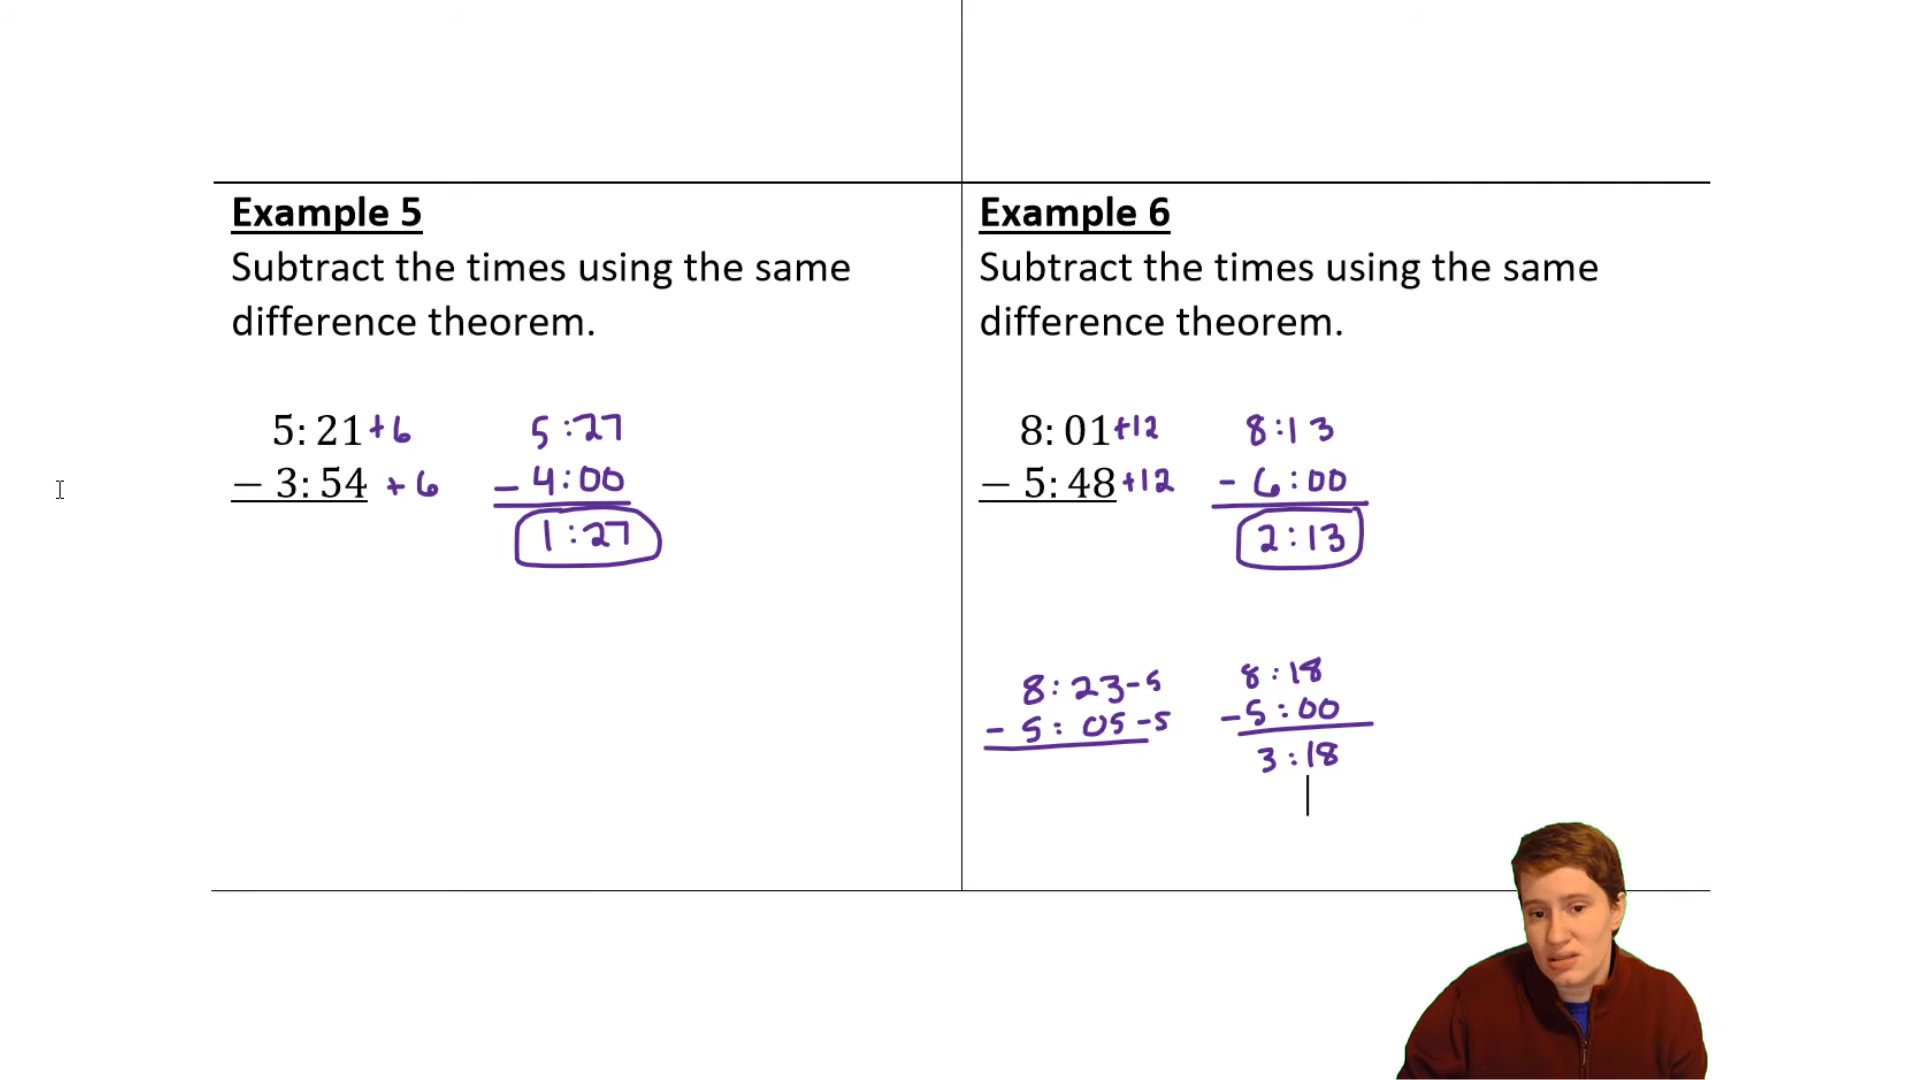 Example 5
Subtract the times using the same
difference theorem.
5: 21 +6
5:27
− 3: 54 +6
- 4:00
1:27
Example 6
Subtract the times using the same
difference theorem.
8: 01 +12
8:13
− 5: 48 +12
- 6:00
2:13
8:23 -5
8:18
- 5:05 -5
- 5:00
3:18